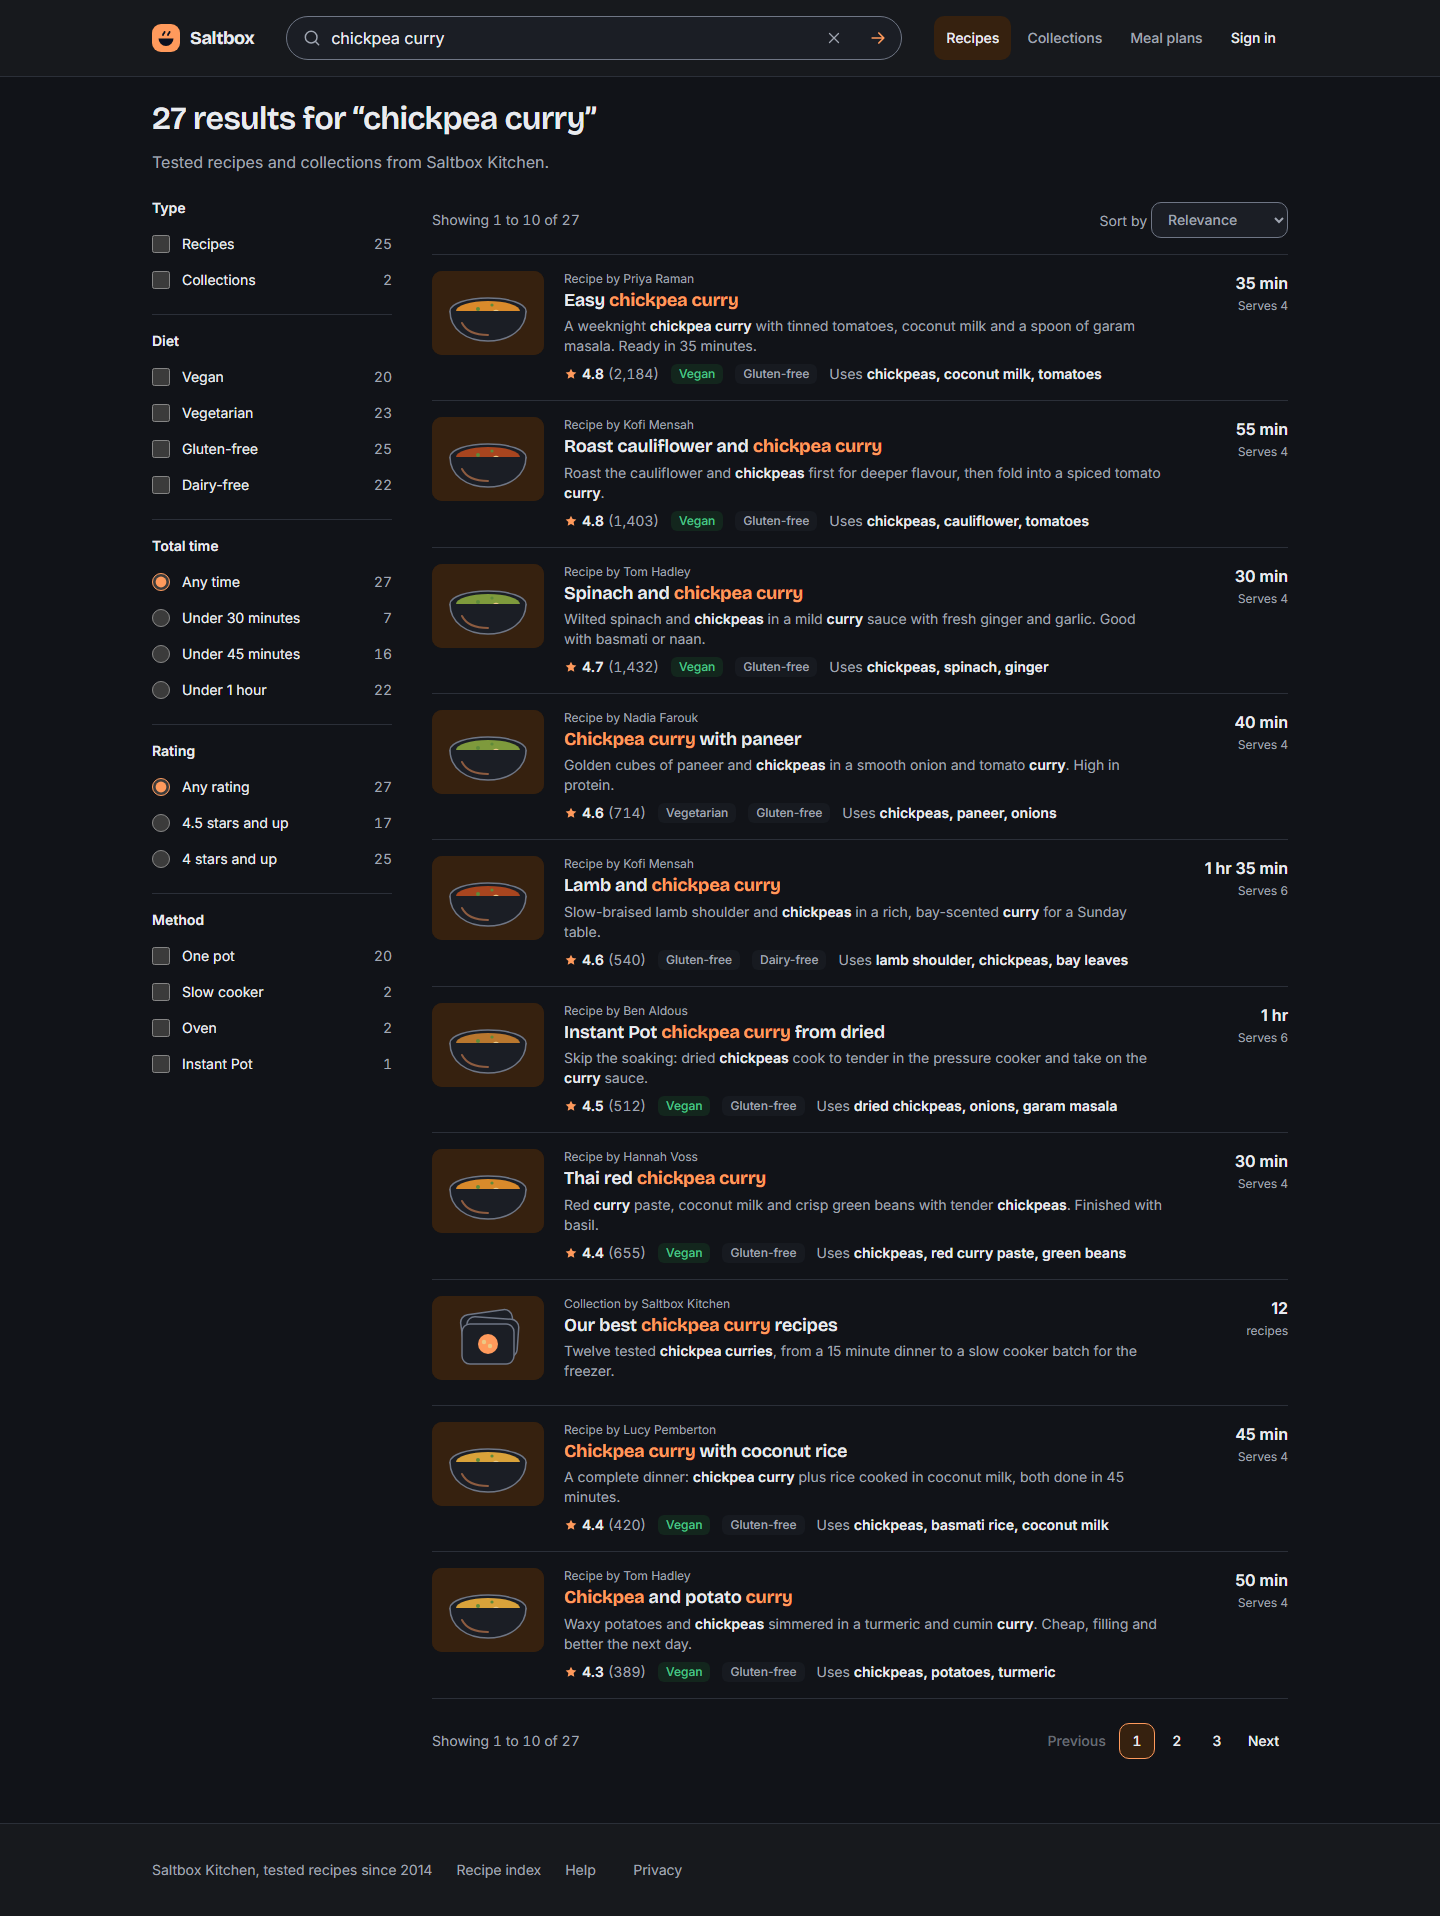 Saltbox
chickpea curry
Recipes
Collections
Meal plans
Sign in
27 results for “chickpea curry”
Tested recipes and collections from Saltbox Kitchen.
Type
Recipes 25
Collections 2
Diet
Vegan 20
Vegetarian 23
Gluten-free 25
Dairy-free 22
Total time
Any time 27
Under 30 minutes 7
Under 45 minutes 16
Under 1 hour 22
Rating
Any rating 27
4.5 stars and up 17
4 stars and up 25
Method
One pot 20
Slow cooker 2
Oven 2
Instant Pot 1
Showing 1 to 10 of 27
Sort by Relevance
Recipe by Priya Raman
Easy chickpea curry
A weeknight chickpea curry with tinned tomatoes, coconut milk and a spoon of garam
masala. Ready in 35 minutes.
4.8 (2,184) Vegan Gluten-free Uses chickpeas, coconut milk, tomatoes
35 min
Serves 4
Recipe by Kofi Mensah
Roast cauliflower and chickpea curry
Roast the cauliflower and chickpeas first for deeper flavour, then fold into a spiced tomato
curry.
4.8 (1,403) Vegan Gluten-free Uses chickpeas, cauliflower, tomatoes
55 min
Serves 4
Recipe by Tom Hadley
Spinach and chickpea curry
Wilted spinach and chickpeas in a mild curry sauce with fresh ginger and garlic. Good
with basmati or naan.
4.7 (1,432) Vegan Gluten-free Uses chickpeas, spinach, ginger
30 min
Serves 4
Recipe by Nadia Farouk
Chickpea curry with paneer
Golden cubes of paneer and chickpeas in a smooth onion and tomato curry. High in
protein.
4.6 (714) Vegetarian Gluten-free Uses chickpeas, paneer, onions
40 min
Serves 4
Recipe by Kofi Mensah
Lamb and chickpea curry
Slow-braised lamb shoulder and chickpeas in a rich, bay-scented curry for a Sunday
table.
4.6 (540) Gluten-free Dairy-free Uses lamb shoulder, chickpeas, bay leaves
1 hr 35 min
Serves 6
Recipe by Ben Aldous
Instant Pot chickpea curry from dried
Skip the soaking: dried chickpeas cook to tender in the pressure cooker and take on the
curry sauce.
4.5 (512) Vegan Gluten-free Uses dried chickpeas, onions, garam masala
1 hr
Serves 6
Recipe by Hannah Voss
Thai red chickpea curry
Red curry paste, coconut milk and crisp green beans with tender chickpeas. Finished with
basil.
4.4 (655) Vegan Gluten-free Uses chickpeas, red curry paste, green beans
30 min
Serves 4
Collection by Saltbox Kitchen
Our best chickpea curry recipes
Twelve tested chickpea curries, from a 15 minute dinner to a slow cooker batch for the
freezer.
12
recipes
Recipe by Lucy Pemberton
Chickpea curry with coconut rice
A complete dinner: chickpea curry plus rice cooked in coconut milk, both done in 45
minutes.
4.4 (420) Vegan Gluten-free Uses chickpeas, basmati rice, coconut milk
45 min
Serves 4
Recipe by Tom Hadley
Chickpea and potato curry
Waxy potatoes and chickpeas simmered in a turmeric and cumin curry. Cheap, filling and
better the next day.
4.3 (389) Vegan Gluten-free Uses chickpeas, potatoes, turmeric
50 min
Serves 4
Showing 1 to 10 of 27
Previous 1 2 3 Next
Saltbox Kitchen, tested recipes since 2014
Recipe index
Help
Privacy